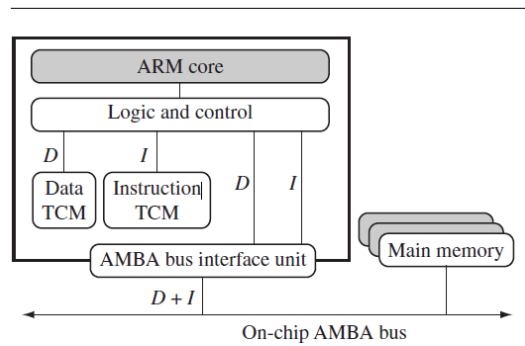 ARM core
Logic and control
D
I
D
I
Data
TCM
Instruction
TCM
AMBA bus interface unit
Main memory
D + I
On-chip AMBA bus